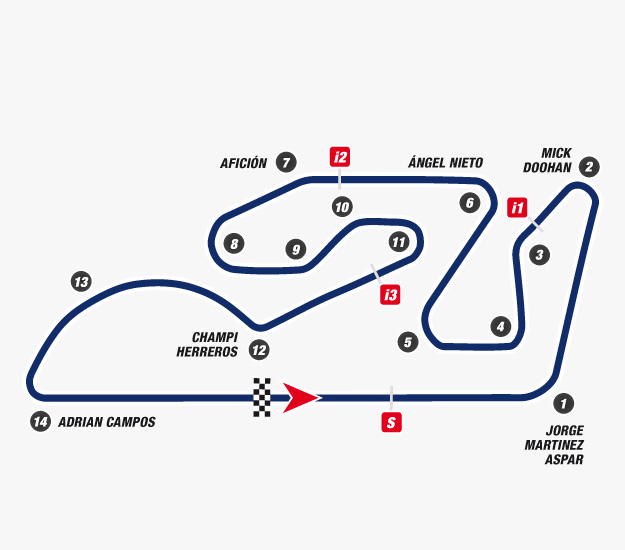 i2
MICK
DOOHAN
2
AFICIÓN
7
ÁNGEL NIETO
i1
6
10
8
9
11
3
13
i3
4
CHAMPI
HERREROS
12
5
1
S
14
ADRIAN CAMPOS
JORGE
MARTINEZ
ASPAR